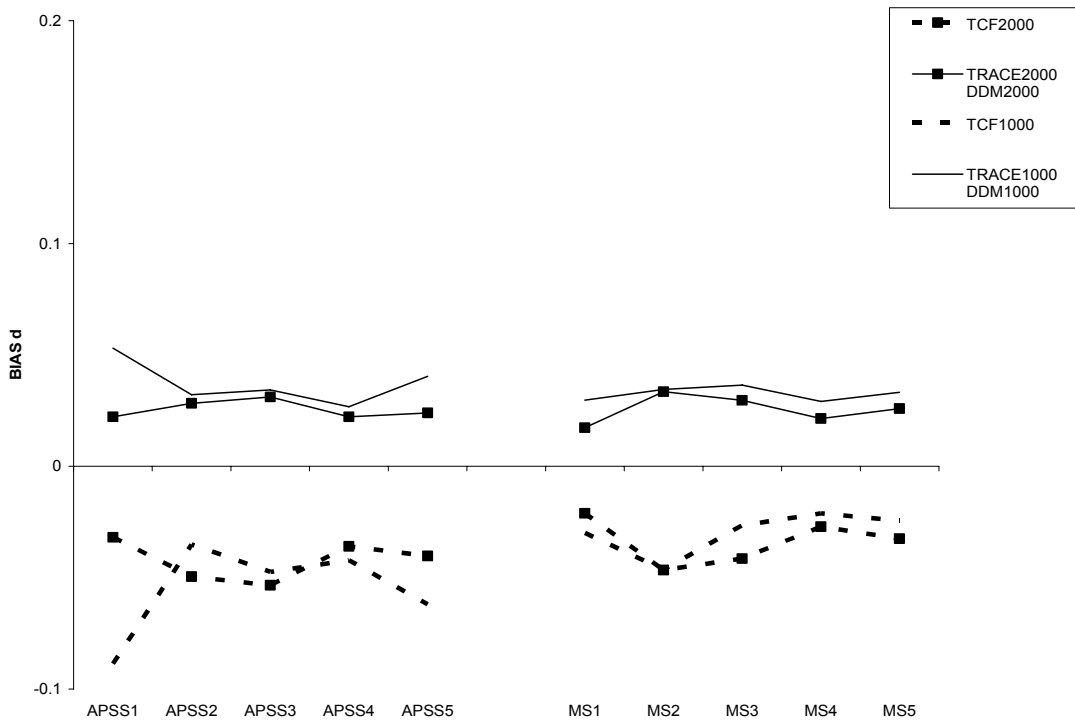 0.2
0.1
0
-0.1
BIAS d
APSS1 APSS2 APSS3 APSS4 APSS5 MS1 MS2 MS3 MS4 MS5
TCF2000
TRACE2000
DDM2000
TCF1000
TRACE1000
DDM1000